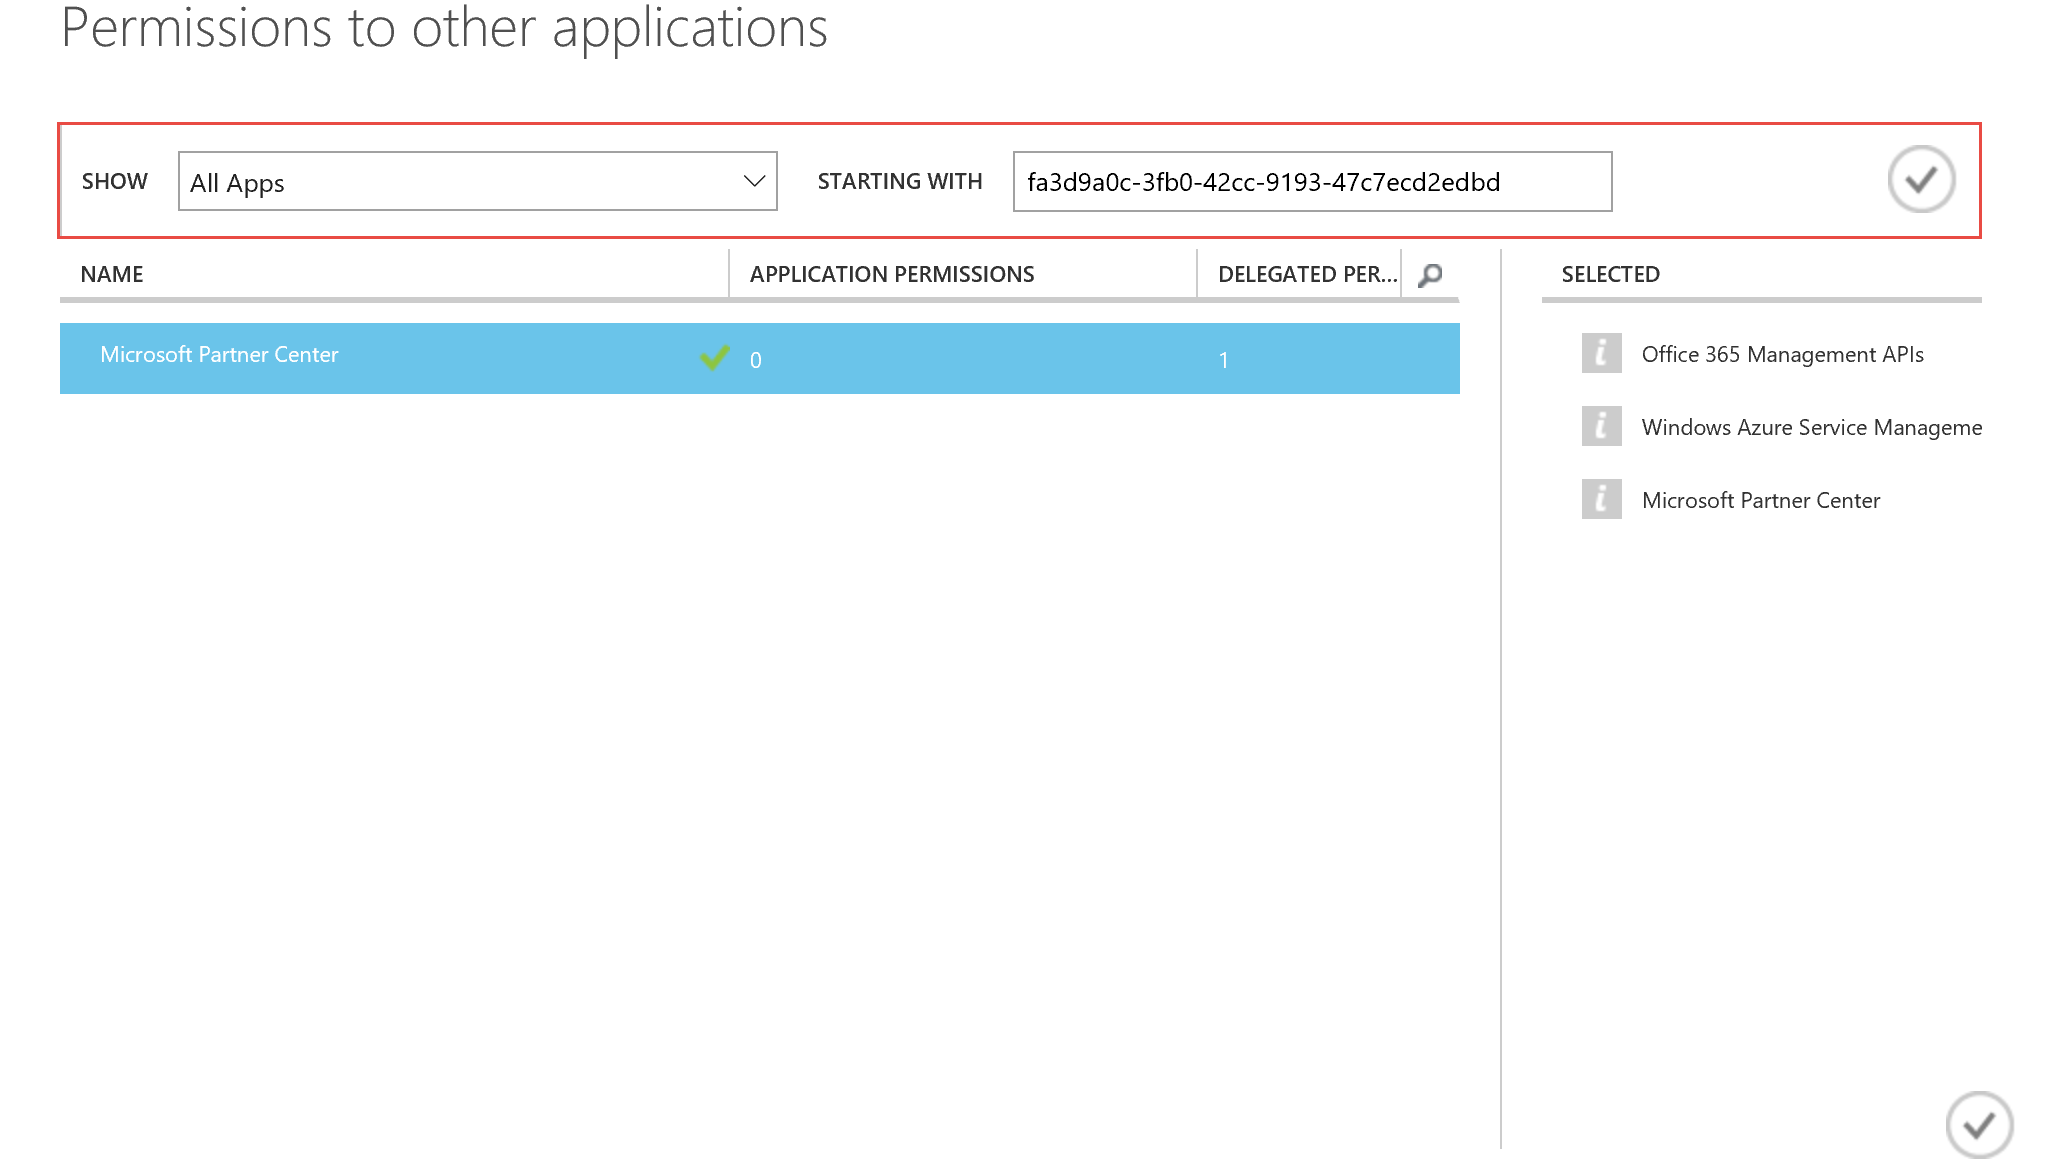 Permissions to other applications
SHOW All Apps STARTING WITH fa3d9a0c-3fb0-42cc-9193-47c7ecd2edbd
NAME APPLICATION PERMISSIONS DELEGATED PER... SELECTED
Microsoft Partner Center 0 1
Office 365 Management APIs
Windows Azure Service Manageme
Microsoft Partner Center